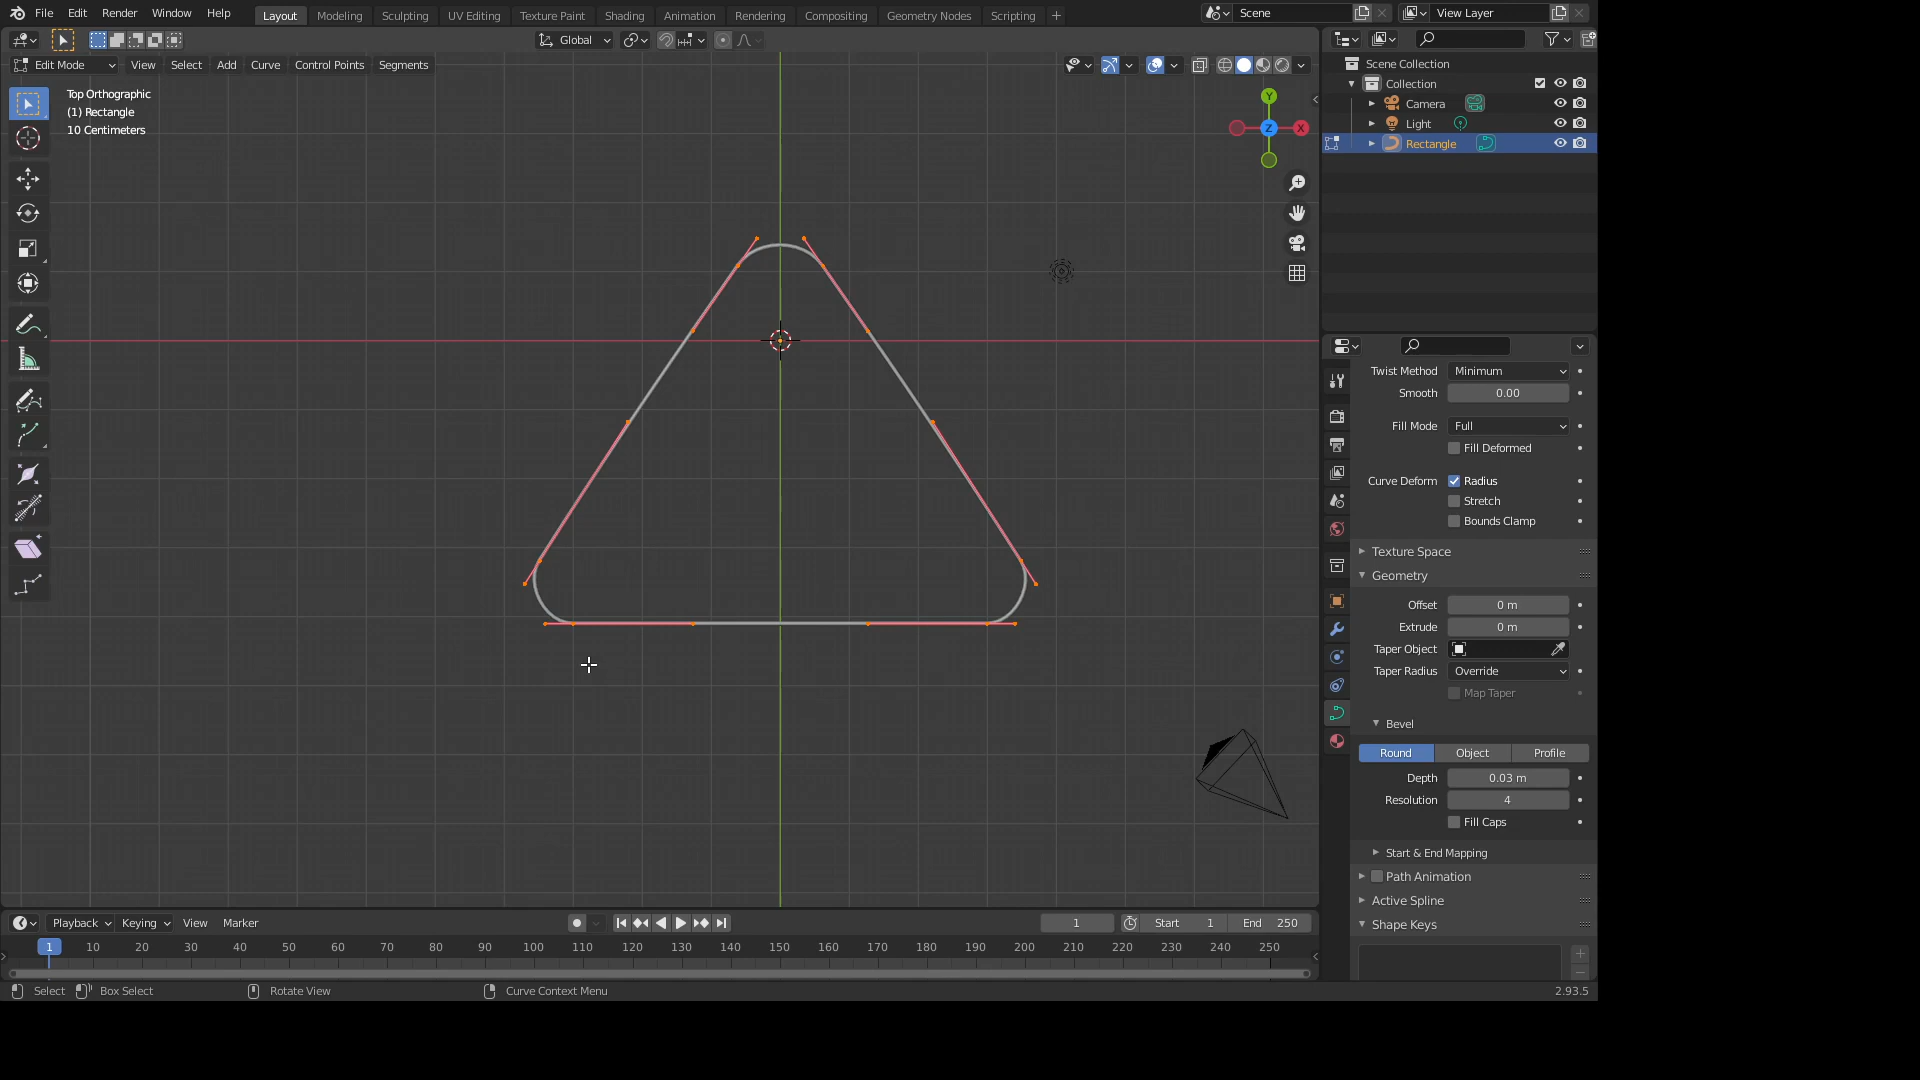 File Edit Render Window Help Layout Modeling Sculpting UV Editing Texture Paint Shading Animation Rendering Compositing Geometry Nodes Scripting + Scene View Layer
Global
Edit Mode View Select Add Curve Control Points Segments
Top Orthographic
(1) Rectangle
10 Centimeters
Y
Z
X
Scene Collection
Collection
Camera
Light
Rectangle
Twist Method Minimum
Smooth 0.00
Fill Mode Full
Fill Deformed
Curve Deform Radius
Stretch
Bounds Clamp
Texture Space
Geometry
Offset 0 m
Extrude 0 m
Taper Object
Taper Radius Override
Map Taper
Bevel
Round Object Profile
Depth 0.03 m
Resolution 4
Fill Caps
Start & End Mapping
Path Animation
Active Spline
Shape Keys
Playback Keying View Marker 1 Start 1 End 250
1 10 20 30 40 50 60 70 80 90 100 110 120 130 140 150 160 170 180 190 200 210 220 230 240 250
Select Box Select Rotate View Curve Context Menu 2.93.5